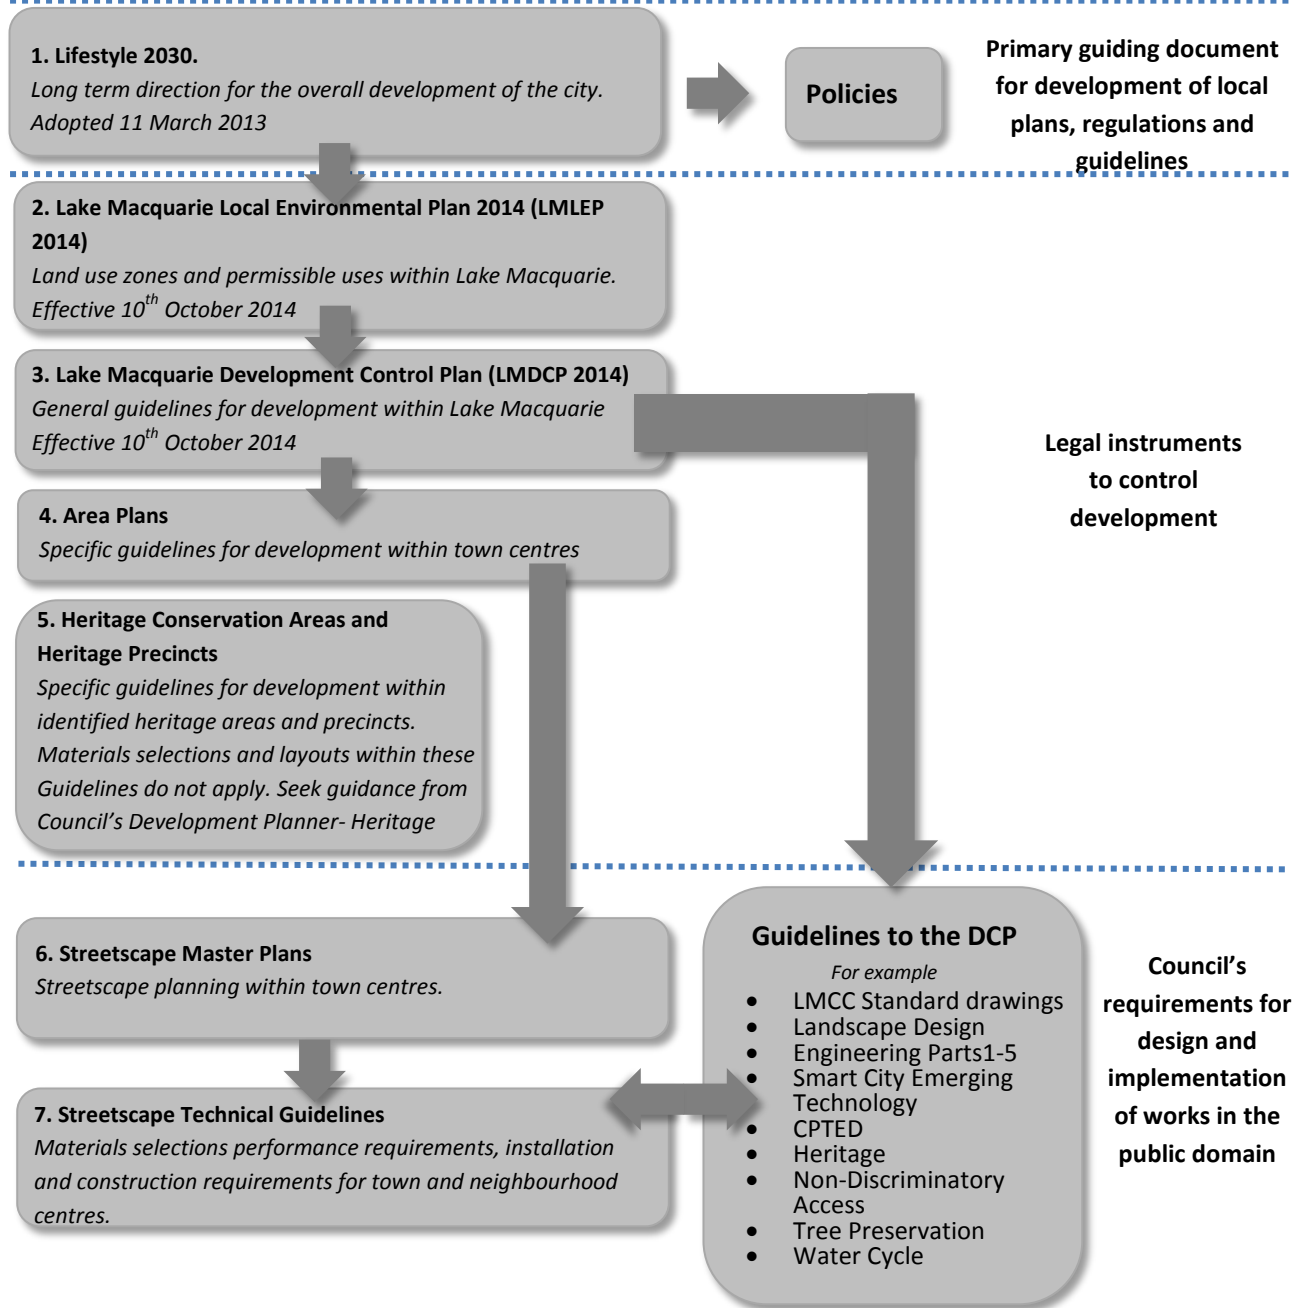 1. Lifestyle 2030.
Long term direction for the overall development of the city.
Adopted 11 March 2013
Policies
Primary guiding document
for development of local
plans, regulations and
guidelines
2. Lake Macquarie Local Environmental Plan 2014 (LMLEP
2014)
Land use zones and permissible uses within Lake Macquarie.
Effective 10th October 2014
3. Lake Macquarie Development Control Plan (LMDCP 2014)
General guidelines for development within Lake Macquarie
Effective 10th October 2014
4. Area Plans
Specific guidelines for development within town centres
Legal instruments
to control
development
5. Heritage Conservation Areas and
Heritage Precincts
Specific guidelines for development within
identified heritage areas and precincts.
Materials selections and layouts within these
Guidelines do not apply. Seek guidance from
Council’s Development Planner- Heritage
6. Streetscape Master Plans
Streetscape planning within town centres.
7. Streetscape Technical Guidelines
Materials selections performance requirements, installation
and construction requirements for town and neighbourhood
centres.
Guidelines to the DCP
For example
• LMCC Standard drawings
• Landscape Design
• Engineering Parts1-5
• Smart City Emerging
Technology
• CPTED
• Heritage
• Non-Discriminatory
Access
• Tree Preservation
• Water Cycle
Council’s
requirements for
design and
implementation
of works in the
public domain